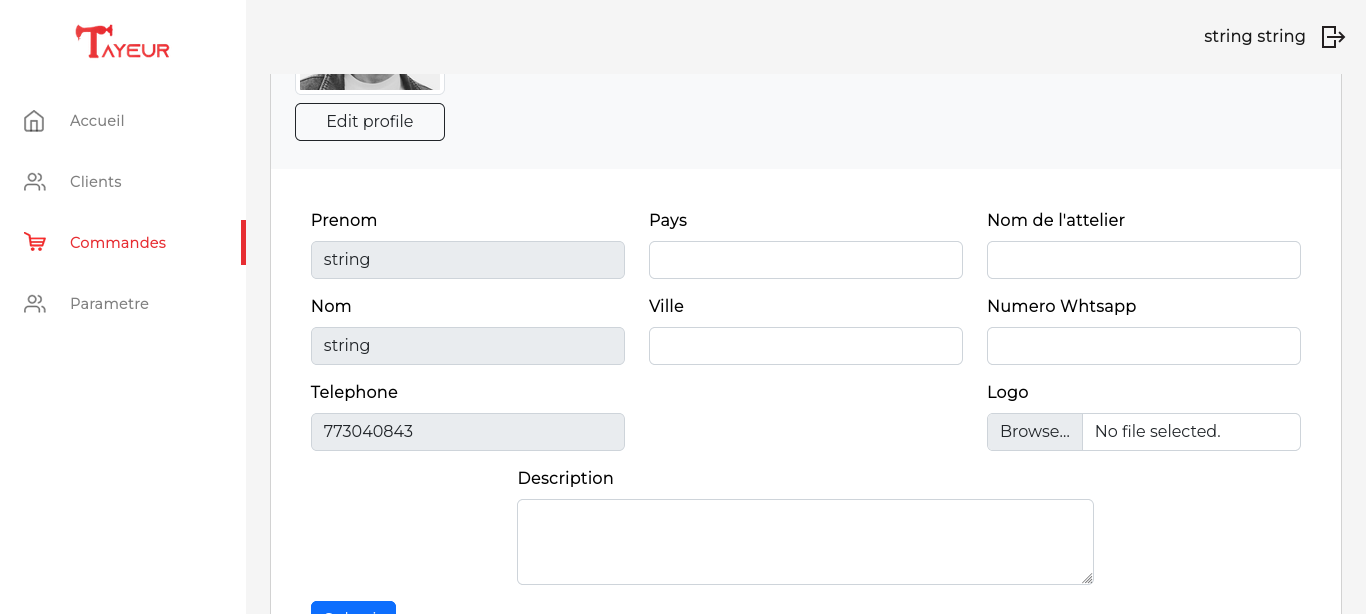 TAYEUR
string string
Accueil
Clients
Commandes
Parametre
Edit profile
Prenom
string
Pays
Nom de l'attelier
Nom
string
Ville
Numero Whtsapp
Telephone
773040843
Logo
Browse... No file selected.
Description